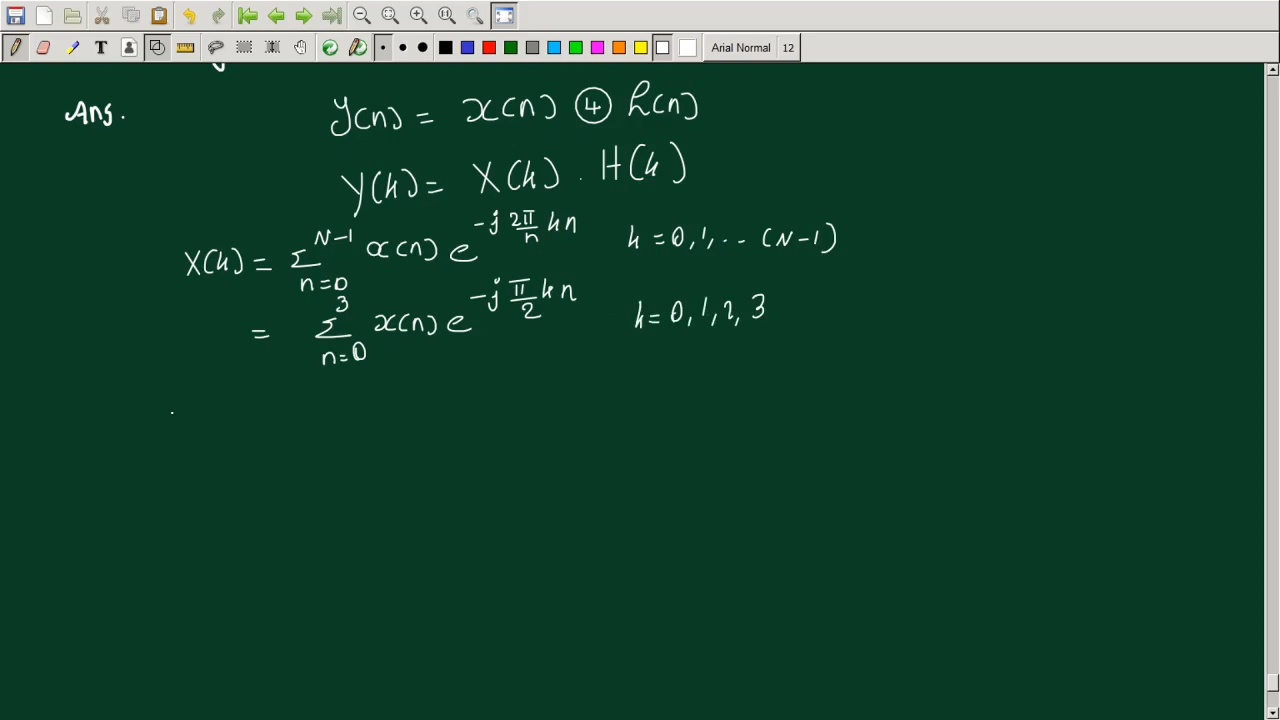 Arial Normal 12
Ans.
y(n) = x(n) ④ h(n)
Y(k) = X(k) . H(k)
X(k) = Σ_{n=0}^{N-1} x(n) e^{-j 2π/n kn} k = 0, 1, ... (N-1)
= Σ_{n=0}^{3} x(n) e^{-j π/2 kn} k = 0, 1, 2, 3